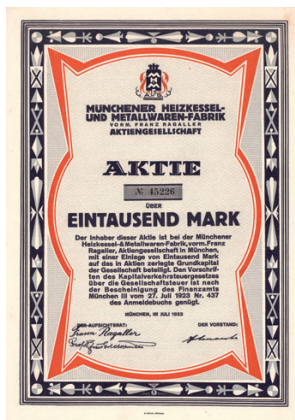 MÜNCHENER HEIZKESSEL-
UND METALLWAREN-FABRIK
VORM. FRANZ RAGALLER
AKTIENGESELLSCHAFT
AKTIE
№ 45226
ÜBER
EINTAUSEND MARK
Der Inhaber dieser Aktie ist bei der Münchener
Heizkessel-& Metallwaren-Fabrik, vorm. Franz
Ragaller, Aktiengesellschaft in München,
mit einer Einlage von Eintausend Mark
auf das in Aktien zerlegte Grundkapital
der Gesellschaft beteiligt. Den Vorschrif-
ten des Kapitalverkehrsteuergesetzes
über die Gesellschaftsteuer ist nach
der Bescheinigung des Finanzamts
München III vom 27. Juli 1923 Nr. 437
des Anmeldebuchs genügt.
MÜNCHEN, IM JULI 1923
DER AUFSICHTSRAT:
DER VORSTAND:
Franz Ragaller